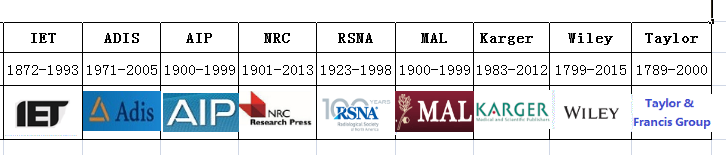 IET ADIS AIP NRC RSNA MAL Karger Wiley Taylor
1872-1993 1971-2005 1900-1999 1901-2013 1923-1998 1900-1999 1983-2012 1799-2015 1789-2000
IET
Adis
AIP
NRC
Research Press
100 YEARS
RSNA
Radiological Society
of North America
MAL
KARGER
Medical and Scientific Publishers
WILEY
Taylor &
Francis Group